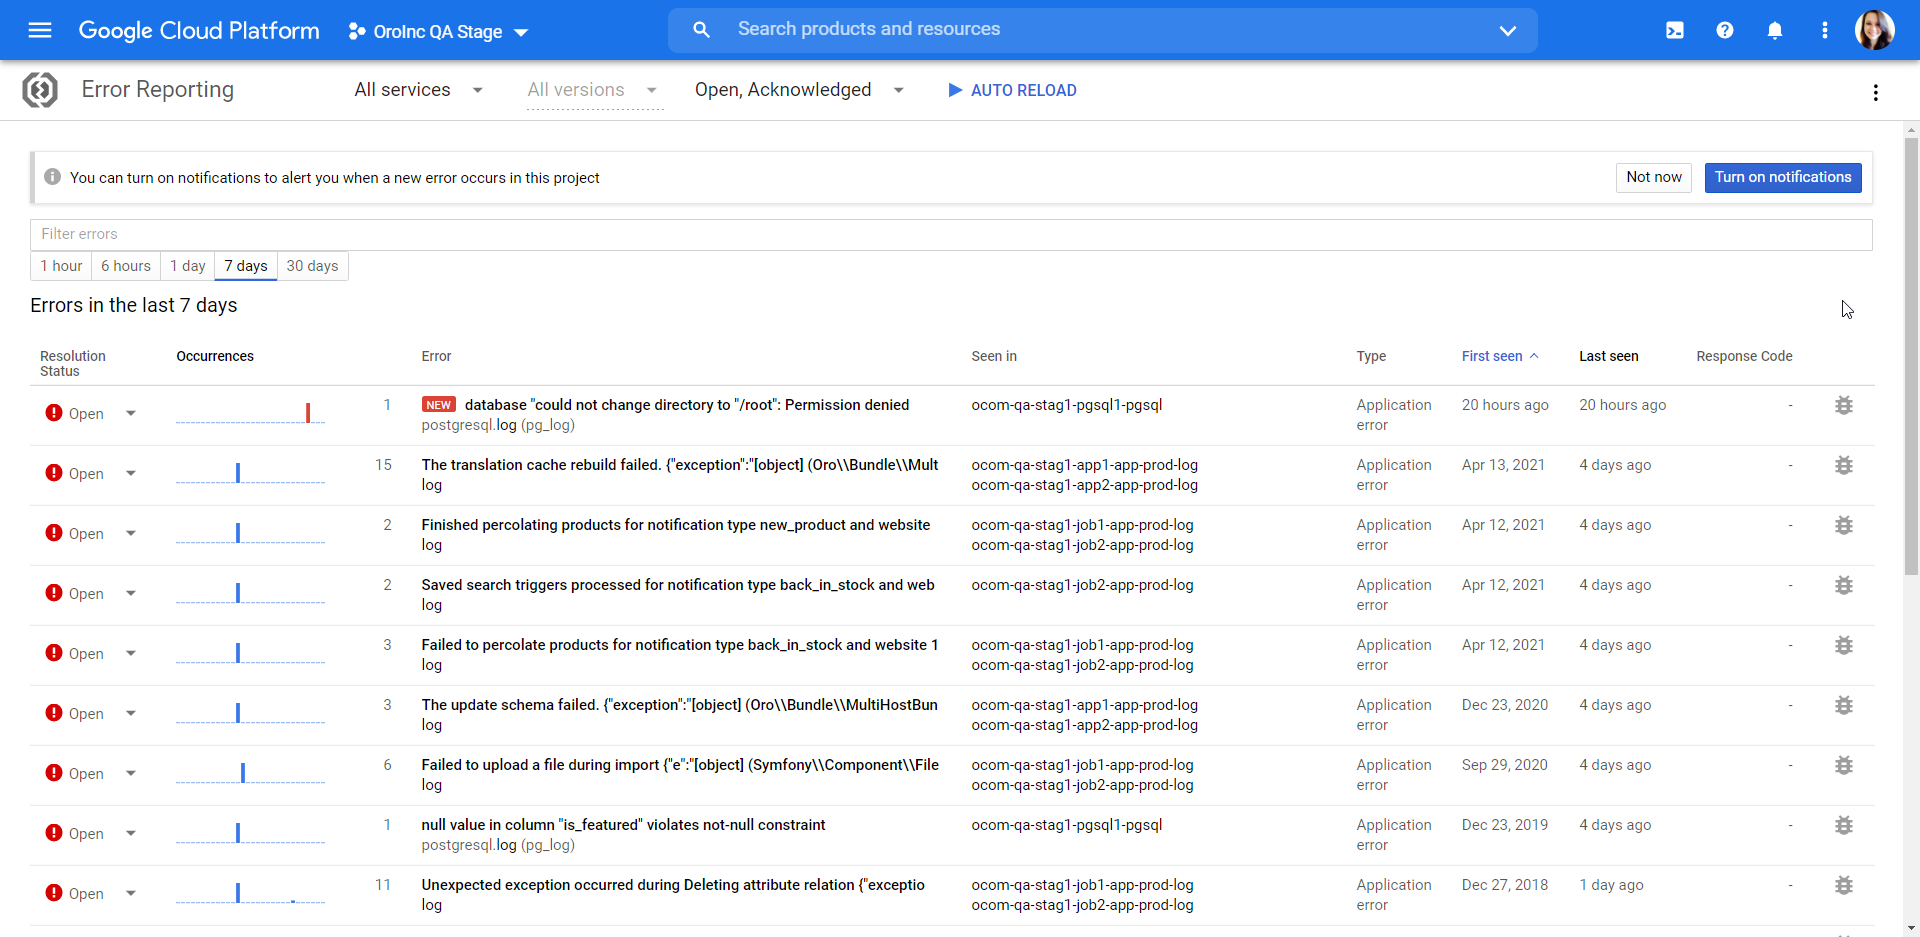 Google Cloud Platform OroInc QA Stage Search products and resources
Error Reporting All services All versions Open, Acknowledged AUTO RELOAD
You can turn on notifications to alert you when a new error occurs in this project Not now Turn on notifications
Filter errors
1 hour 6 hours 1 day 7 days 30 days
Errors in the last 7 days
Resolution Status Occurrences Error Seen in Type First seen Last seen Response Code
Open 1 NEW database "could not change directory to "/root": Permission denied ocom-qa-stag1-pgsql1-pgsql Application 20 hours ago 20 hours ago -
postgresql.log (pg_log) error
Open 15 The translation cache rebuild failed. {"exception":"[object] (Oro\\Bundle\\Mult ocom-qa-stag1-app1-app-prod-log Application Apr 13, 2021 4 days ago -
log ocom-qa-stag1-app2-app-prod-log error
Open 2 Finished percolating products for notification type new_product and website ocom-qa-stag1-job1-app-prod-log Application Apr 12, 2021 4 days ago -
log ocom-qa-stag1-job2-app-prod-log error
Open 2 Saved search triggers processed for notification type back_in_stock and web ocom-qa-stag1-job2-app-prod-log Application Apr 12, 2021 4 days ago -
log error
Open 3 Failed to percolate products for notification type back_in_stock and website 1 ocom-qa-stag1-job1-app-prod-log Application Apr 12, 2021 4 days ago -
log ocom-qa-stag1-job2-app-prod-log error
Open 3 The update schema failed. {"exception":"[object] (Oro\\Bundle\\MultiHostBun ocom-qa-stag1-app1-app-prod-log Application Dec 23, 2020 4 days ago -
log ocom-qa-stag1-app2-app-prod-log error
Open 6 Failed to upload a file during import {"e":"[object] (Symfony\\Component\\File ocom-qa-stag1-job1-app-prod-log Application Sep 29, 2020 4 days ago -
log ocom-qa-stag1-job2-app-prod-log error
Open 1 null value in column "is_featured" violates not-null constraint ocom-qa-stag1-pgsql1-pgsql Application Dec 23, 2019 4 days ago -
postgresql.log (pg_log) error
Open 11 Unexpected exception occurred during Deleting attribute relation {"exceptio ocom-qa-stag1-job1-app-prod-log Application Dec 27, 2018 1 day ago -
log ocom-qa-stag1-job2-app-prod-log error